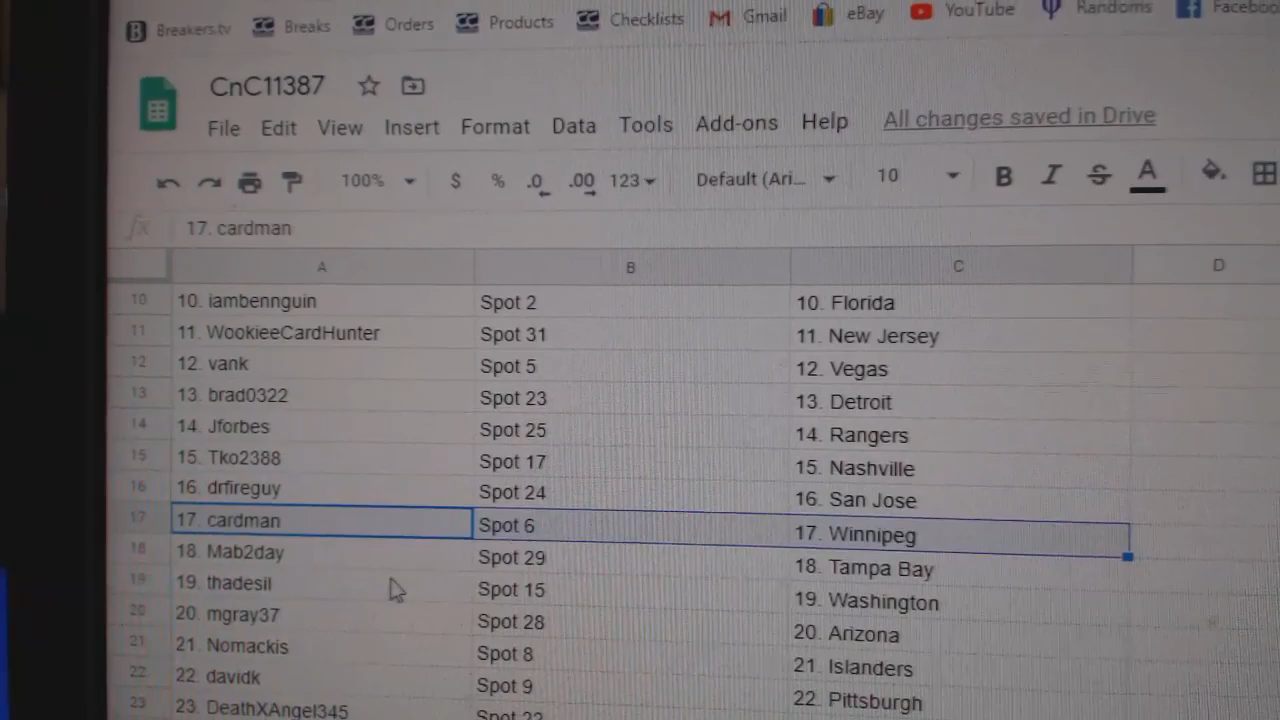 Breakers.tv Breaks Orders Products Checklists Gmail eBay YouTube Randoms Faceboo
CnC11387
File Edit View Insert Format Data Tools Add-ons Help All changes saved in Drive
100% $ % .0 .00 123 Default (Ari... 10 B I S A
fx 17. cardman
A B C D
10 10. iambennguin Spot 2 10. Florida
11 11. WookieeCardHunter Spot 31 11. New Jersey
12 12. vank Spot 5 12. Vegas
13 13. brad0322 Spot 23 13. Detroit
14 14. Jforbes Spot 25 14. Rangers
15 15. Tko2388 Spot 17 15. Nashville
16 16. drfireguy Spot 24 16. San Jose
17 17. cardman Spot 6 17. Winnipeg
18 18. Mab2day Spot 29 18. Tampa Bay
19 19. thadesil Spot 15 19. Washington
20 20. mgray37 Spot 28 20. Arizona
21 21. Nomackis Spot 8 21. Islanders
22 22. davidk Spot 9 22. Pittsburgh
23 23. DeathXAngel345 Spot